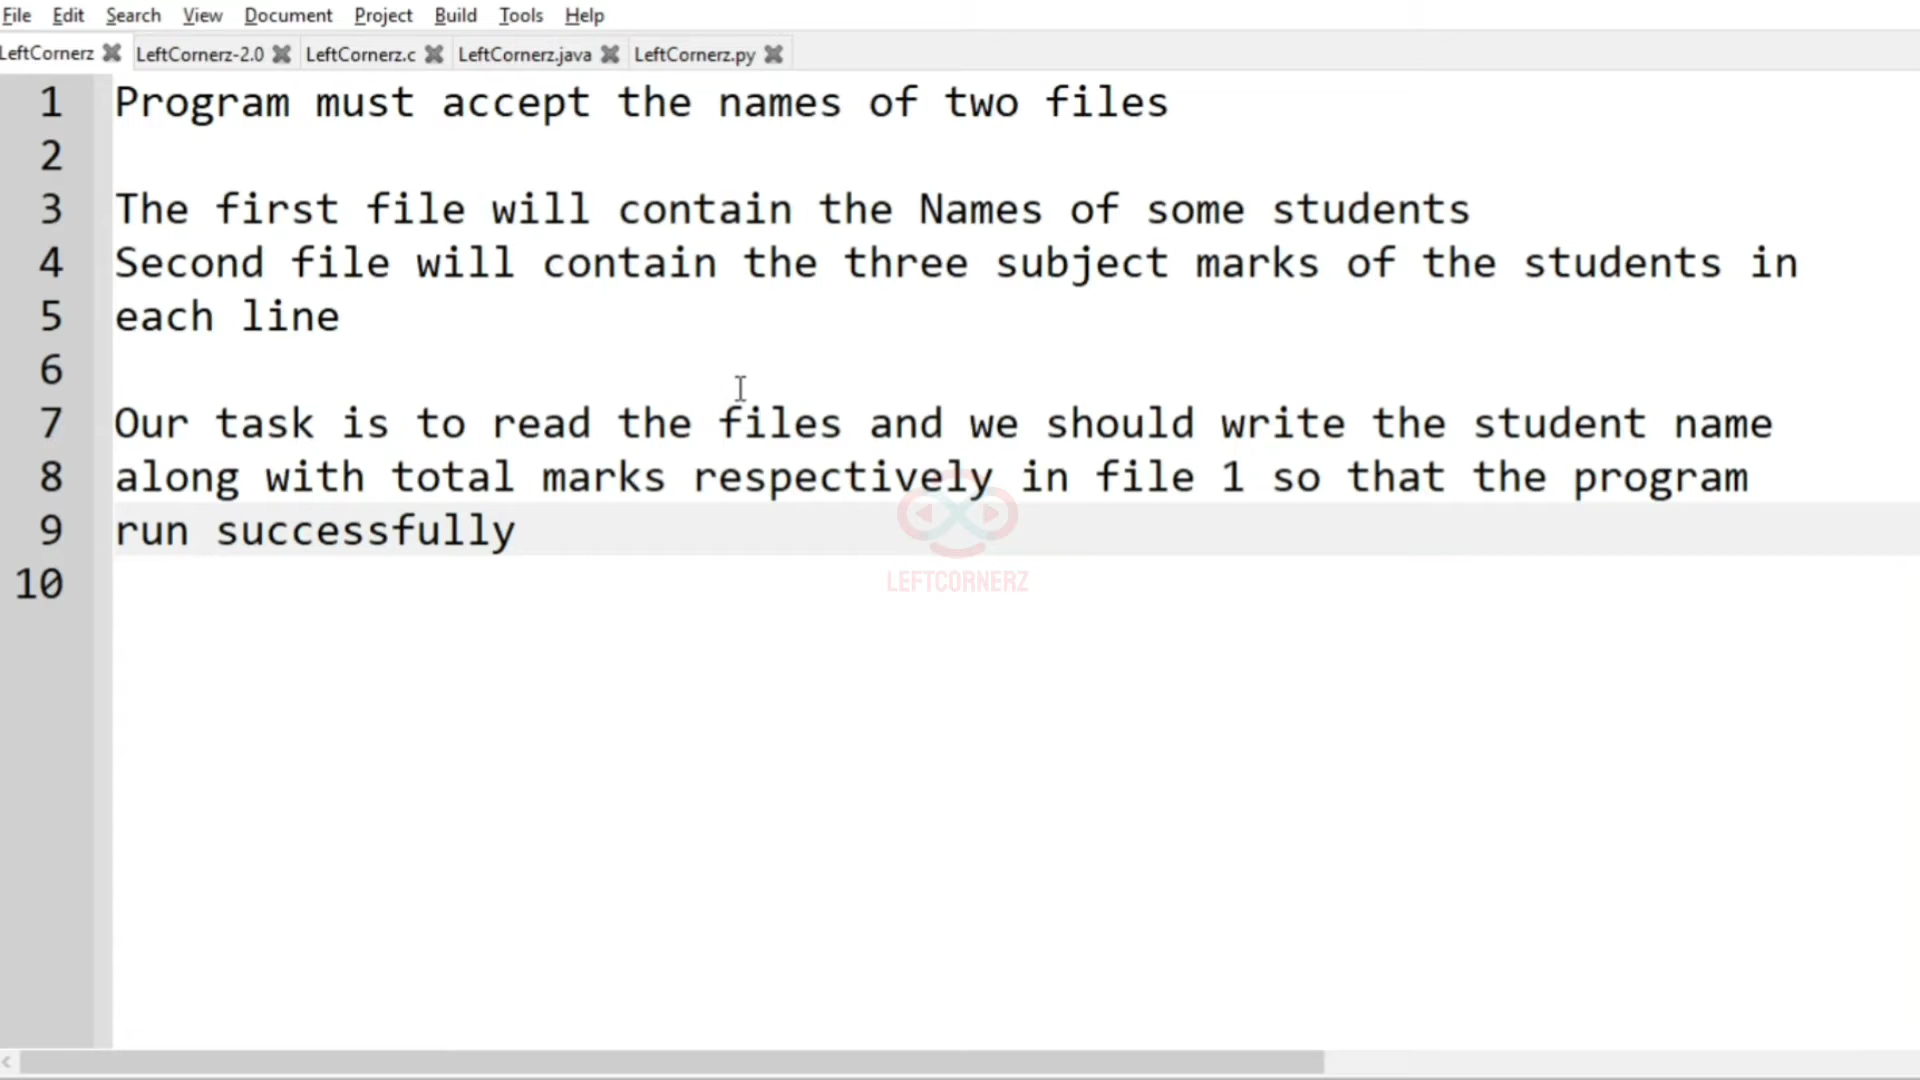 File Edit Search View Document Project Build Tools Help
LeftCornerz LeftCornerz-2.0 LeftCornerz.c LeftCornerz.java LeftCornerz.py
1 Program must accept the names of two files
2
3 The first file will contain the Names of some students
4 Second file will contain the three subject marks of the students in
5 each line
6
7 Our task is to read the files and we should write the student name
8 along with total marks respectively in file 1 so that the program
9 run successfully
LEFTCORNERZ
10